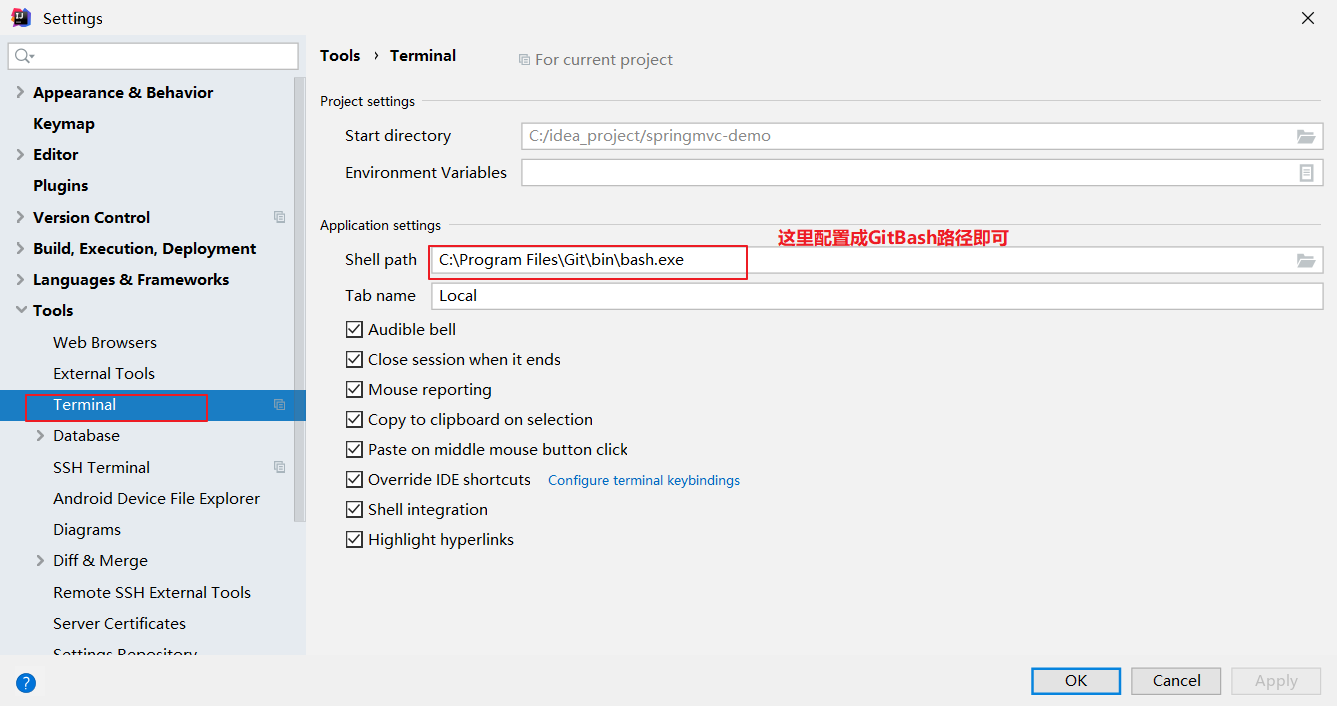 Settings
Tools › Terminal
For current project
Appearance & Behavior
Keymap
Editor
Plugins
Version Control
Build, Execution, Deployment
Languages & Frameworks
Tools
Web Browsers
External Tools
Terminal
Database
SSH Terminal
Android Device File Explorer
Diagrams
Diff & Merge
Remote SSH External Tools
Server Certificates
Settings Repository
Project settings
Start directory C:/idea_project/springmvc-demo
Environment Variables
Application settings
这里配置成GitBash路径即可
Shell path C:\Program Files\Git\bin\bash.exe
Tab name Local
Audible bell
Close session when it ends
Mouse reporting
Copy to clipboard on selection
Paste on middle mouse button click
Override IDE shortcuts Configure terminal keybindings
Shell integration
Highlight hyperlinks
? OK Cancel Apply